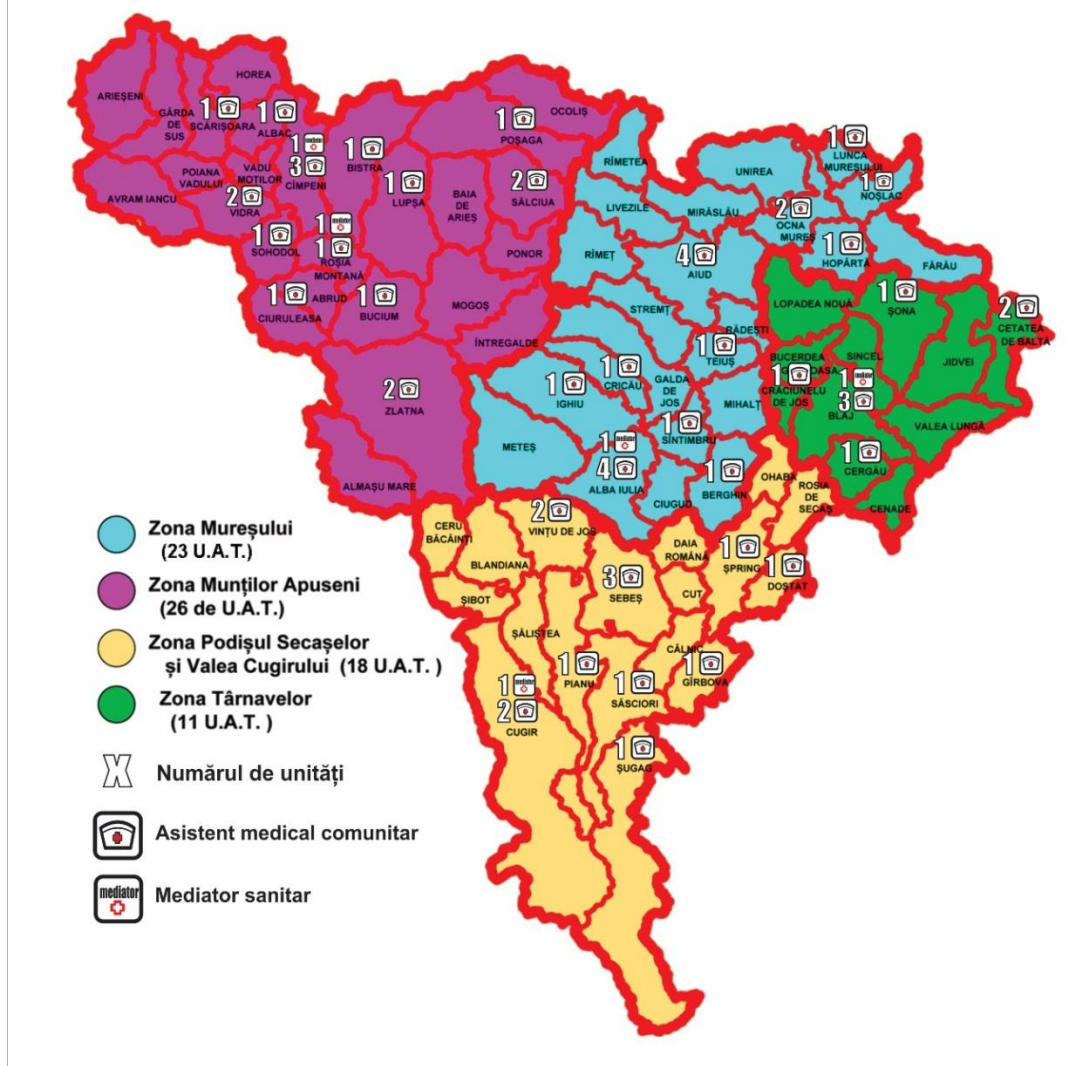 HOREA
ARIEȘENI
GÂRDA
DE
SUS
1
SCĂRIȘOARA
1
ALBAC
1 mediator
3
CÎMPENI
VADU
MOȚILOR
POIANA
VADULUI
AVRAM IANCU
2
VIDRA
1
SOHODOL
1 mediator
1
ROȘIA
MONTANĂ
1
CIURULEASA
ABRUD
1
BUCIUM
1
BISTRA
1
LUPȘA
1
POȘAGA
OCOLIȘ
BAIA
DE
ARIEȘ
2
SĂLCIUA
PONOR
MOGOȘ
ÎNTREGALDE
2
ZLATNA
ALMAȘU MARE
RÎMETEA
LIVEZILE
RÎMEȚ
UNIREA
MIRĂSLĂU
1
LUNCA
MUREȘULUI
1
NOȘLAC
2
OCNA
MUREȘ
1
HOPÂRTĂ
FĂRĂU
4
AIUD
STREMȚ
RĂDEȘTI
1
TEIUȘ
1
IGHIU
1
CRICĂU
GALDA
DE
JOS
MIHALȚ
1
SÎNTIMBRU
METEȘ
1 mediator
4
ALBA IULIA
CIUGUD
1
BERGHIN
LOPADEA NOUĂ
1
ȘONA
2
CETATEA
DE BALTĂ
BUCERDEA
SINCEL
JIDVEI
1
CRĂCIUNELU
DE JOS
1 mediator
3
BLAJ
VALEA LUNGĂ
1
CERGĂU
CENADE
OHABA
ROSIA
DE
SECAȘ
CERU
BĂCĂINȚI
2
VINȚU DE JOS
BLANDIANA
DAIA
ROMÂNĂ
1
ȘPRING
1
DOȘTAT
ȘIBOT
3
SEBEȘ
CUT
SĂLIȘTEA
CÂLNIC
1
GÎRBOVA
1
PIANU
1
SĂSCIORI
1 mediator
2
CUGIR
1
ȘUGAG
Zona Mureșului
(23 U.A.T.)
Zona Munților Apuseni
(26 de U.A.T.)
Zona Podișul Secașelor
și Valea Cugirului (18 U.A.T. )
Zona Târnavelor
(11 U.A.T. )
X Numărul de unități
Asistent medical comunitar
mediator
Mediator sanitar